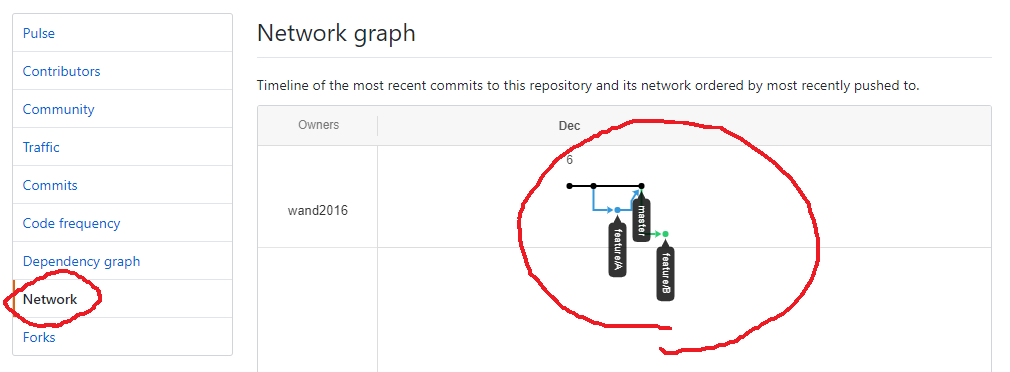 Pulse
Contributors
Community
Traffic
Commits
Code frequency
Dependency graph
Network
Forks
Network graph
Timeline of the most recent commits to this repository and its network ordered by most recently pushed to.
Owners
Dec
6
wand2016
master
feature/A
feature/B